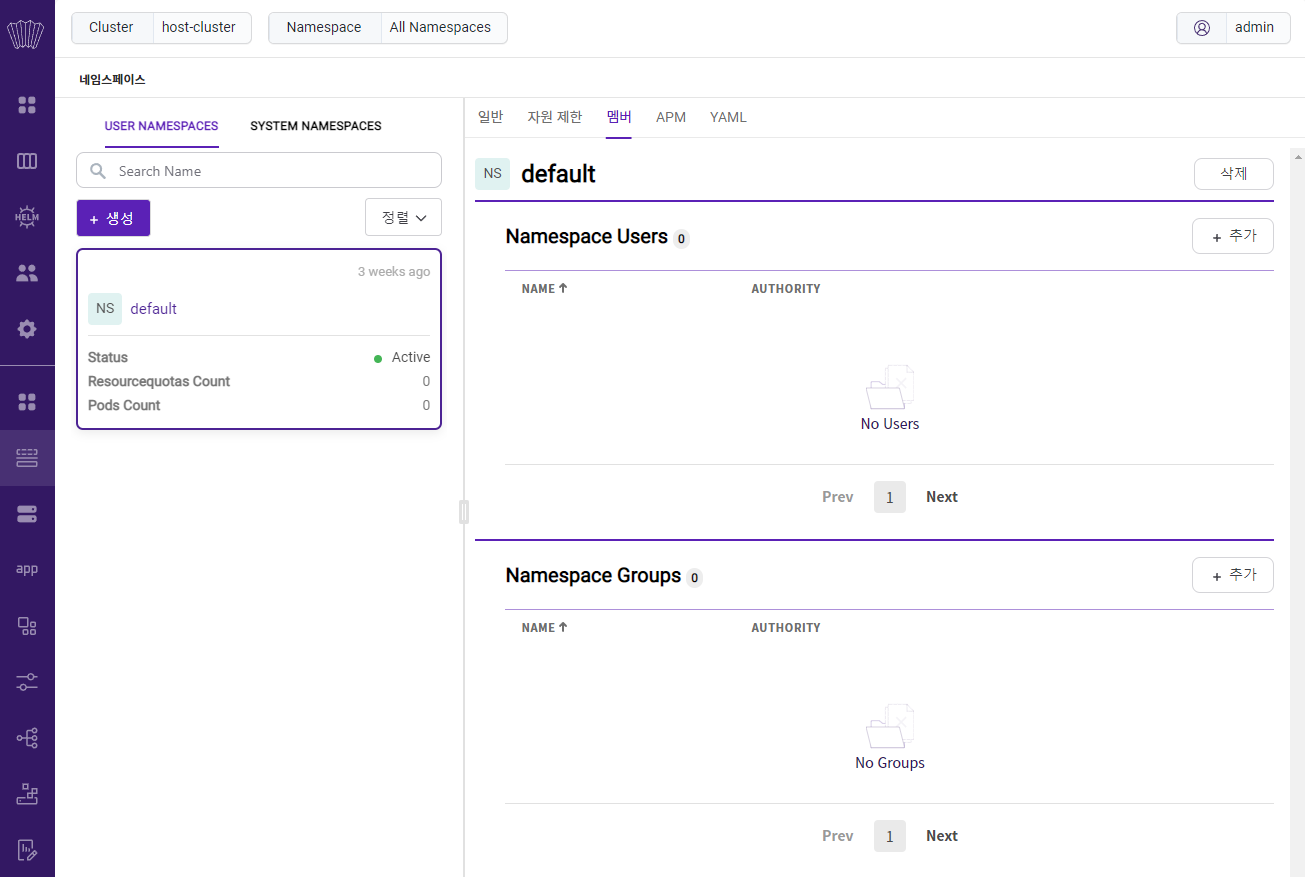 Cluster host-cluster Namespace All Namespaces admin
네임스페이스
USER NAMESPACES SYSTEM NAMESPACES
Search Name
+ 생성 정렬
3 weeks ago
NS default
Status Active
Resourcequotas Count 0
Pods Count 0
HELM
app
일반 자원 제한 멤버 APM YAML
NS default 삭제
Namespace Users 0 + 추가
NAME AUTHORITY
No Users
Prev 1 Next
Namespace Groups 0 + 추가
NAME AUTHORITY
No Groups
Prev 1 Next